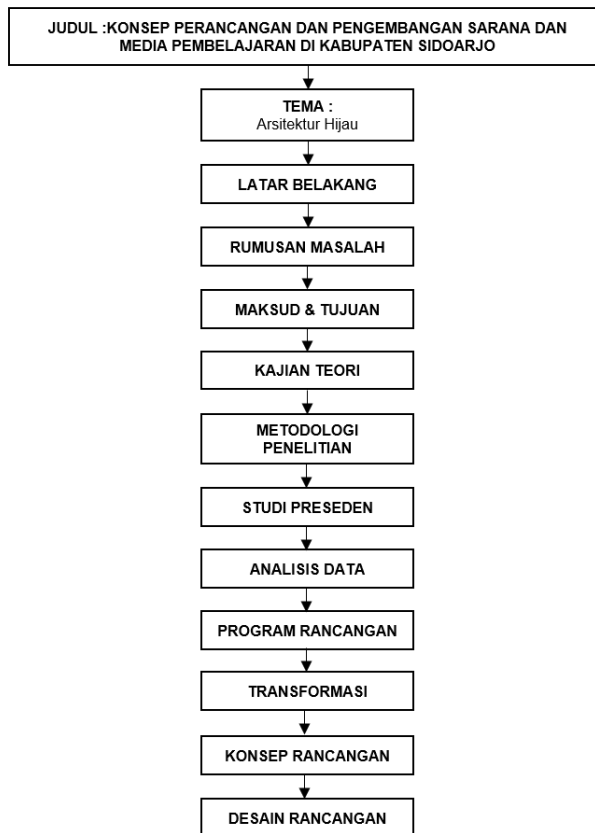 JUDUL :KONSEP PERANCANGAN DAN PENGEMBANGAN SARANA DAN
MEDIA PEMBELAJARAN DI KABUPATEN SIDOARJO
TEMA :
Arsitektur Hijau
LATAR BELAKANG
RUMUSAN MASALAH
MAKSUD & TUJUAN
KAJIAN TEORI
METODOLOGI
PENELITIAN
STUDI PRESEDEN
ANALISIS DATA
PROGRAM RANCANGAN
TRANSFORMASI
KONSEP RANCANGAN
DESAIN RANCANGAN